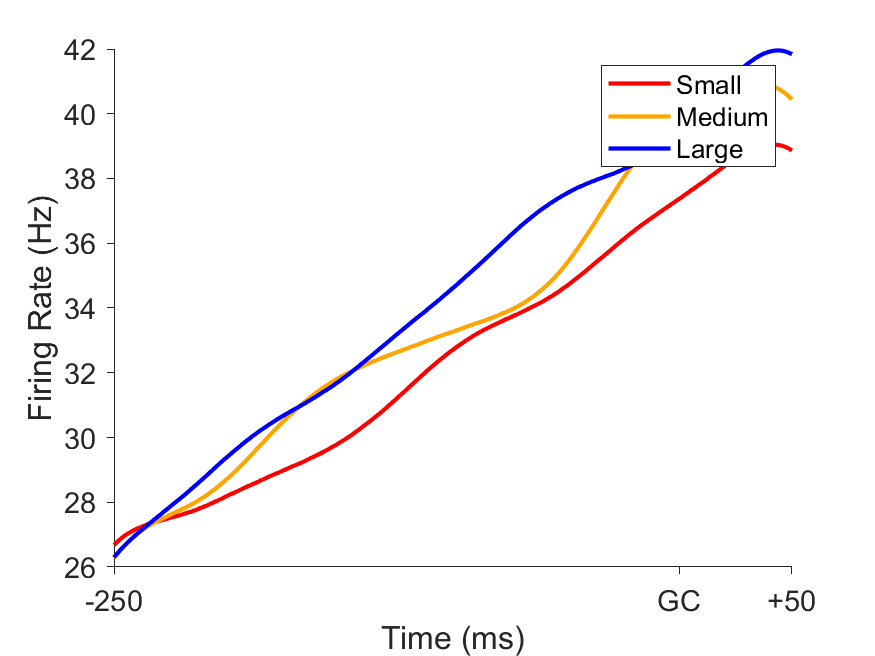 42
40
38
36
34
32
30
28
26
Firing Rate (Hz)
Small
Medium
Large
-250
GC
+50
Time (ms)